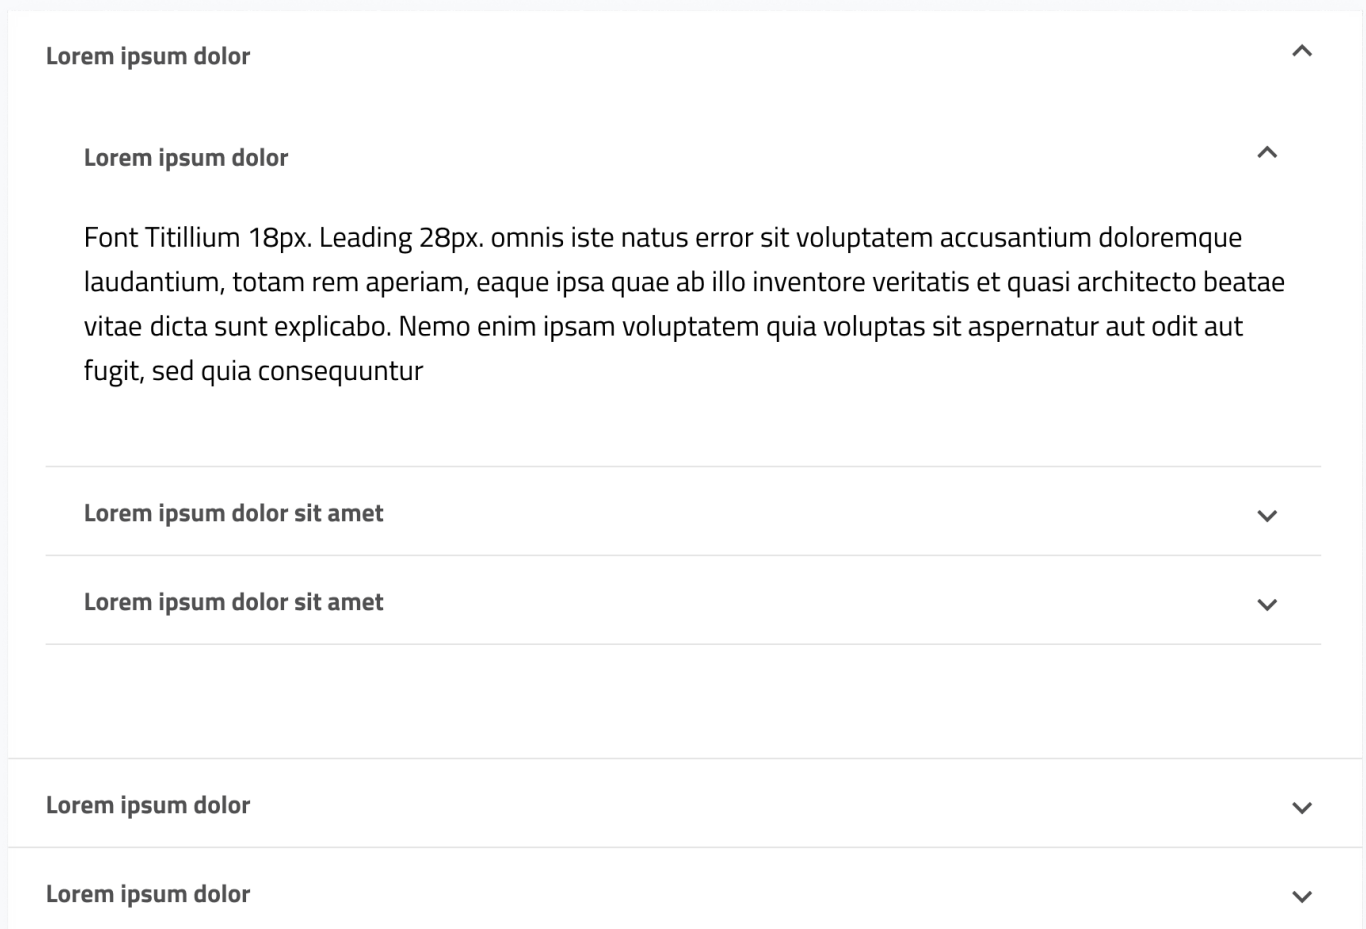 Lorem ipsum dolor
Lorem ipsum dolor
Font Titillium 18px. Leading 28px. omnis iste natus error sit voluptatem accusantium doloremque
laudantium, totam rem aperiam, eaque ipsa quae ab illo inventore veritatis et quasi architecto beatae
vitae dicta sunt explicabo. Nemo enim ipsam voluptatem quia voluptas sit aspernatur aut odit aut
fugit, sed quia consequuntur
Lorem ipsum dolor sit amet
Lorem ipsum dolor sit amet
Lorem ipsum dolor
Lorem ipsum dolor